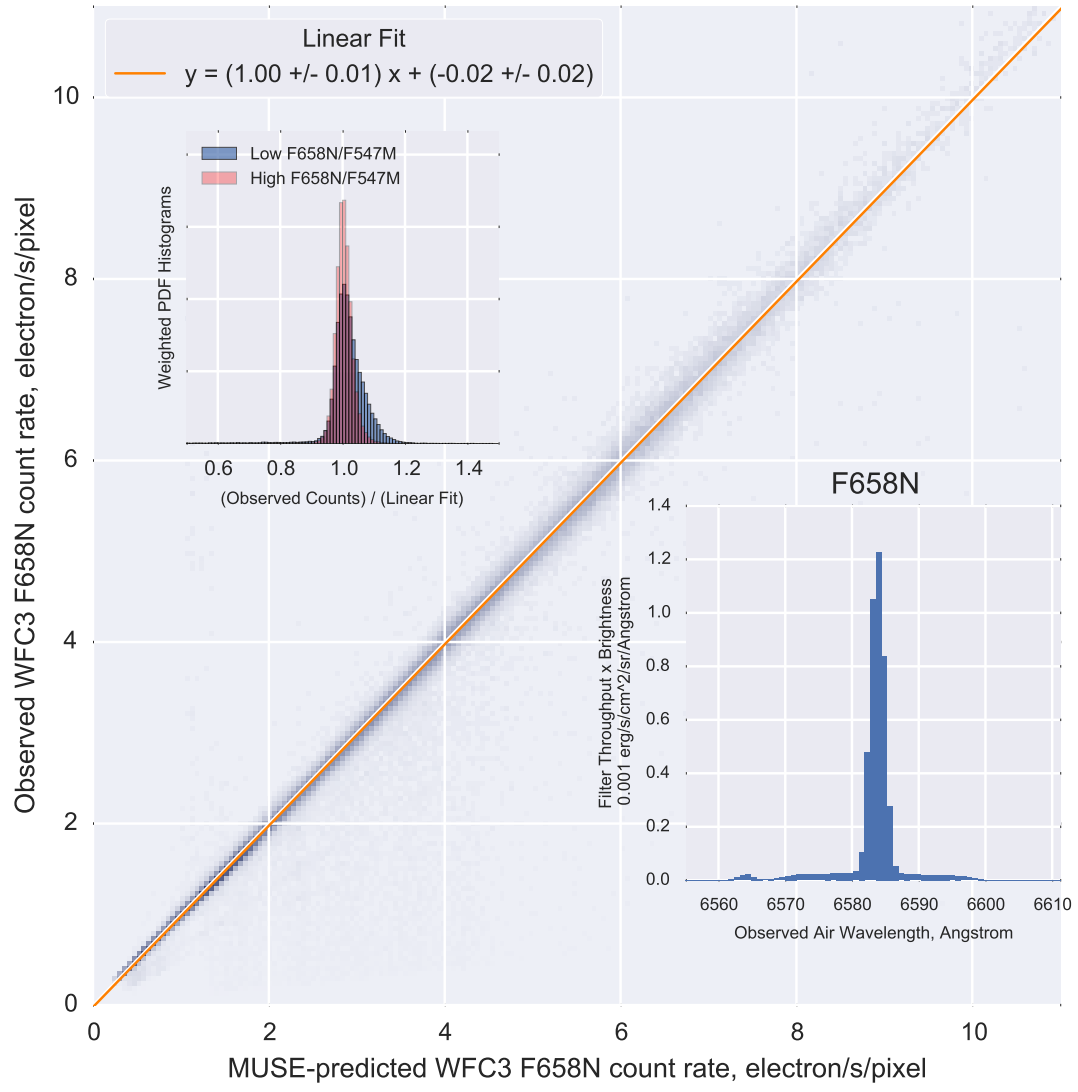 Linear Fit
y = (1.00 +/- 0.01) x + (-0.02 +/- 0.02)
Low F658N/F547M
High F658N/F547M
Weighted PDF Histograms
0.6 0.8 1.0 1.2 1.4
(Observed Counts) / (Linear Fit)
F658N
1.4
1.2
1.0
0.8
0.6
0.4
0.2
0.0
Filter Throughput x Brightness
0.001 erg/s/cm^2/sr/Angstrom
6560 6570 6580 6590 6600 6610
Observed Air Wavelength, Angstrom
Observed WFC3 F658N count rate, electron/s/pixel
10
8
6
4
2
0
0 2 4 6 8 10
MUSE-predicted WFC3 F658N count rate, electron/s/pixel